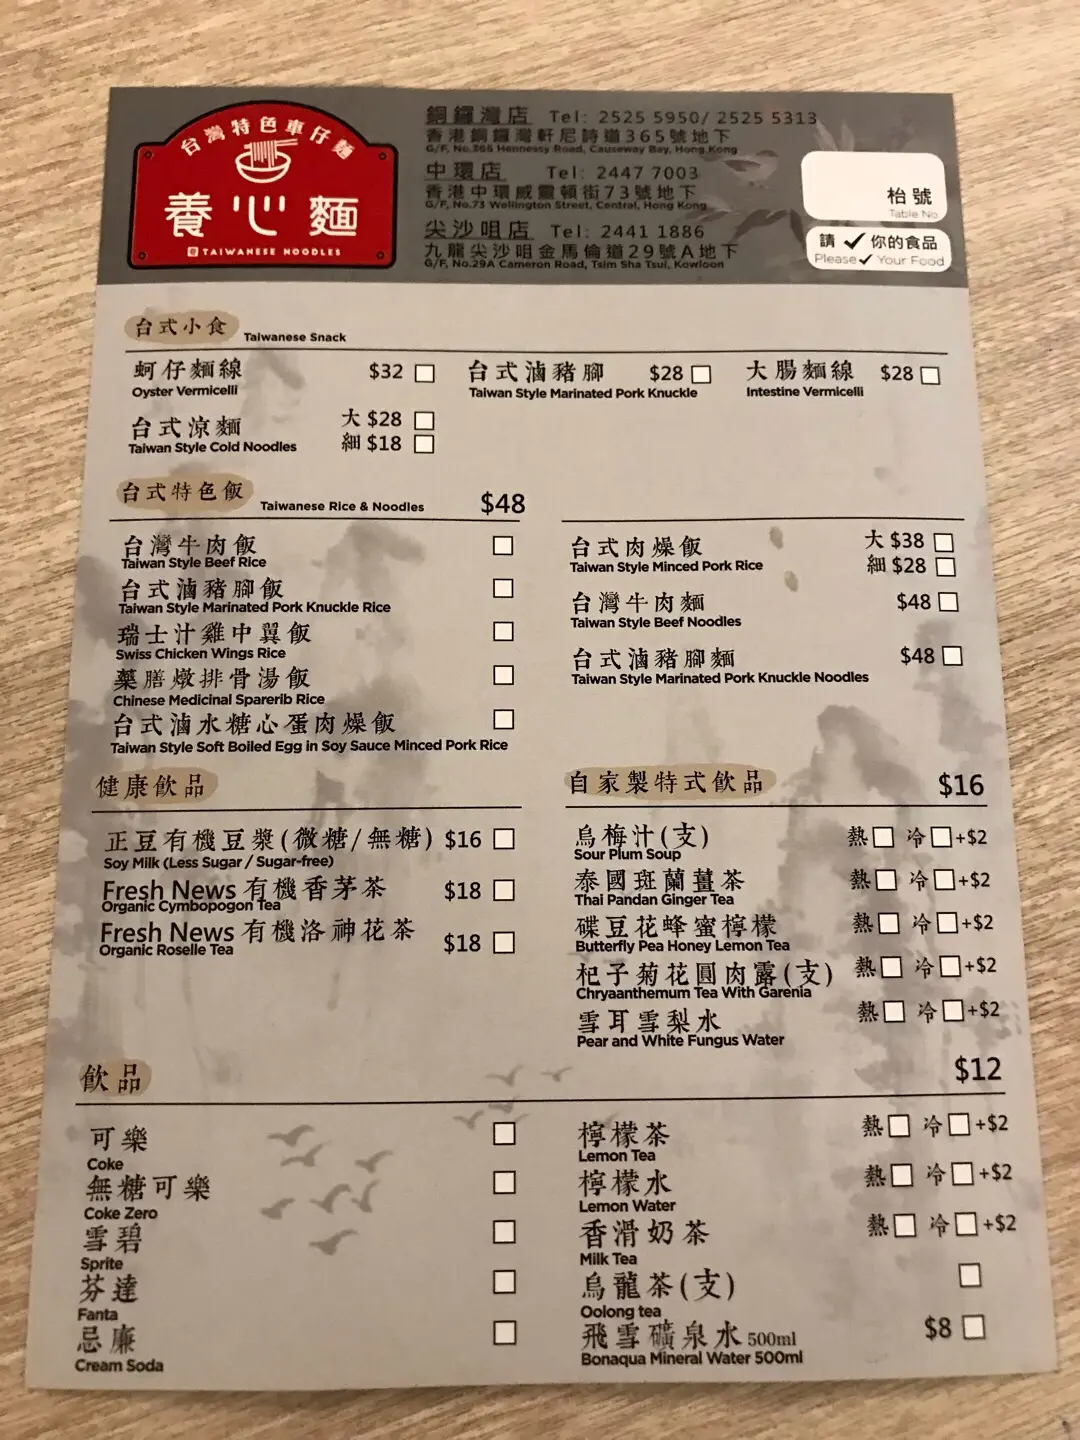 台灣特色車仔麵
養心麵
TAIWANESE NOODLES
銅鑼灣店 Tel: 2525 5950/ 2525 5313
香港銅鑼灣軒尼詩道365號地下
G/F, No.365 Hennessy Road, Causeway Bay, Hong Kong
中環店 Tel: 2447 7003
香港中環威靈頓街73號地下
G/F, No.73 Wellington Street, Central, Hong Kong
尖沙咀店 Tel: 2441 1886
九龍尖沙咀金馬倫道29號A地下
G/F, No.29A Cameron Road, Tsim Sha Tsui, Kowloon
枱號
Table No
請 ✓ 你的食品
Please ✓ Your Food
台式小食 Taiwanese Snack
蚵仔麵線 $32
Oyster Vermicelli
台式滷豬腳 $28
Taiwan Style Marinated Pork Knuckle
大腸麵線 $28
Intestine Vermicelli
台式涼麵 大 $28
Taiwan Style Cold Noodles 細 $18
台式特色飯 Taiwanese Rice & Noodles $48
台灣牛肉飯
Taiwan Style Beef Rice
台式滷豬腳飯
Taiwan Style Marinated Pork Knuckle Rice
瑞士汁雞中翼飯
Swiss Chicken Wings Rice
藥膳燉排骨湯飯
Chinese Medicinal Sparerib Rice
台式滷水糖心蛋肉燥飯
Taiwan Style Soft Boiled Egg in Soy Sauce Minced Pork Rice
台式肉燥飯 大 $38
Taiwan Style Minced Pork Rice 細 $28
台灣牛肉麵 $48
Taiwan Style Beef Noodles
台式滷豬腳麵 $48
Taiwan Style Marinated Pork Knuckle Noodles
健康飲品
正豆有機豆漿(微糖/無糖) $16
Soy Milk (Less Sugar / Sugar-free)
Fresh News 有機香茅茶 $18
Organic Cymbopogon Tea
Fresh News 有機洛神花茶 $18
Organic Roselle Tea
自家製特式飲品 $16
烏梅汁(支) 熱 冷 +$2
Sour Plum Soup
泰國斑蘭薑茶 熱 冷 +$2
Thai Pandan Ginger Tea
碟豆花蜂蜜檸檬 熱 冷 +$2
Butterfly Pea Honey Lemon Tea
杞子菊花圓肉露(支) 熱 冷 +$2
Chryaanthemum Tea With Garenia
雪耳雪梨水 熱 冷 +$2
Pear and White Fungus Water
飲品 $12
可樂
Coke
無糖可樂
Coke Zero
雪碧
Sprite
芬達
Fanta
忌廉
Cream Soda
檸檬茶 熱 冷 +$2
Lemon Tea
檸檬水 熱 冷 +$2
Lemon Water
香滑奶茶 熱 冷 +$2
Milk Tea
烏龍茶(支)
Oolong tea
飛雪礦泉水 500ml $8
Bonaqua Mineral Water 500ml